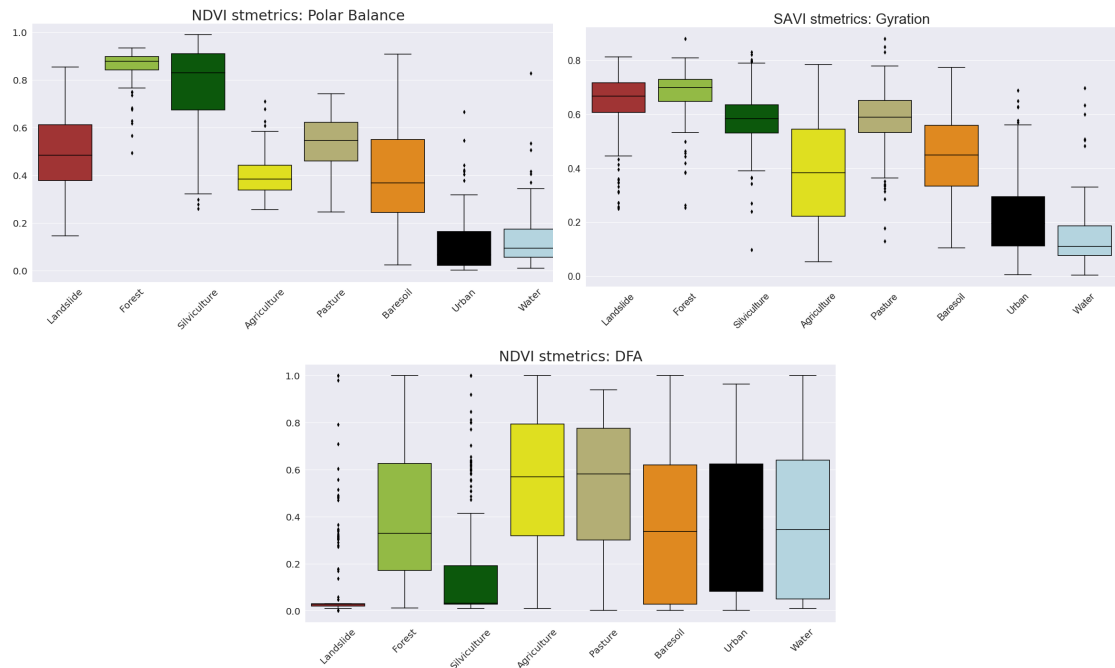 NDVI stmetrics: Polar Balance
1.0
0.8
0.6
0.4
0.2
0.0
Landslide
Forest
Silviculture
Agriculture
Pasture
Baresoil
Urban
Water
SAVI stmetrics: Gyration
0.8
0.6
0.4
0.2
0.0
Landslide
Forest
Silviculture
Agriculture
Pasture
Baresoil
Urban
Water
NDVI stmetrics: DFA
1.0
0.8
0.6
0.4
0.2
0.0
Landslide
Forest
Silviculture
Agriculture
Pasture
Baresoil
Urban
Water